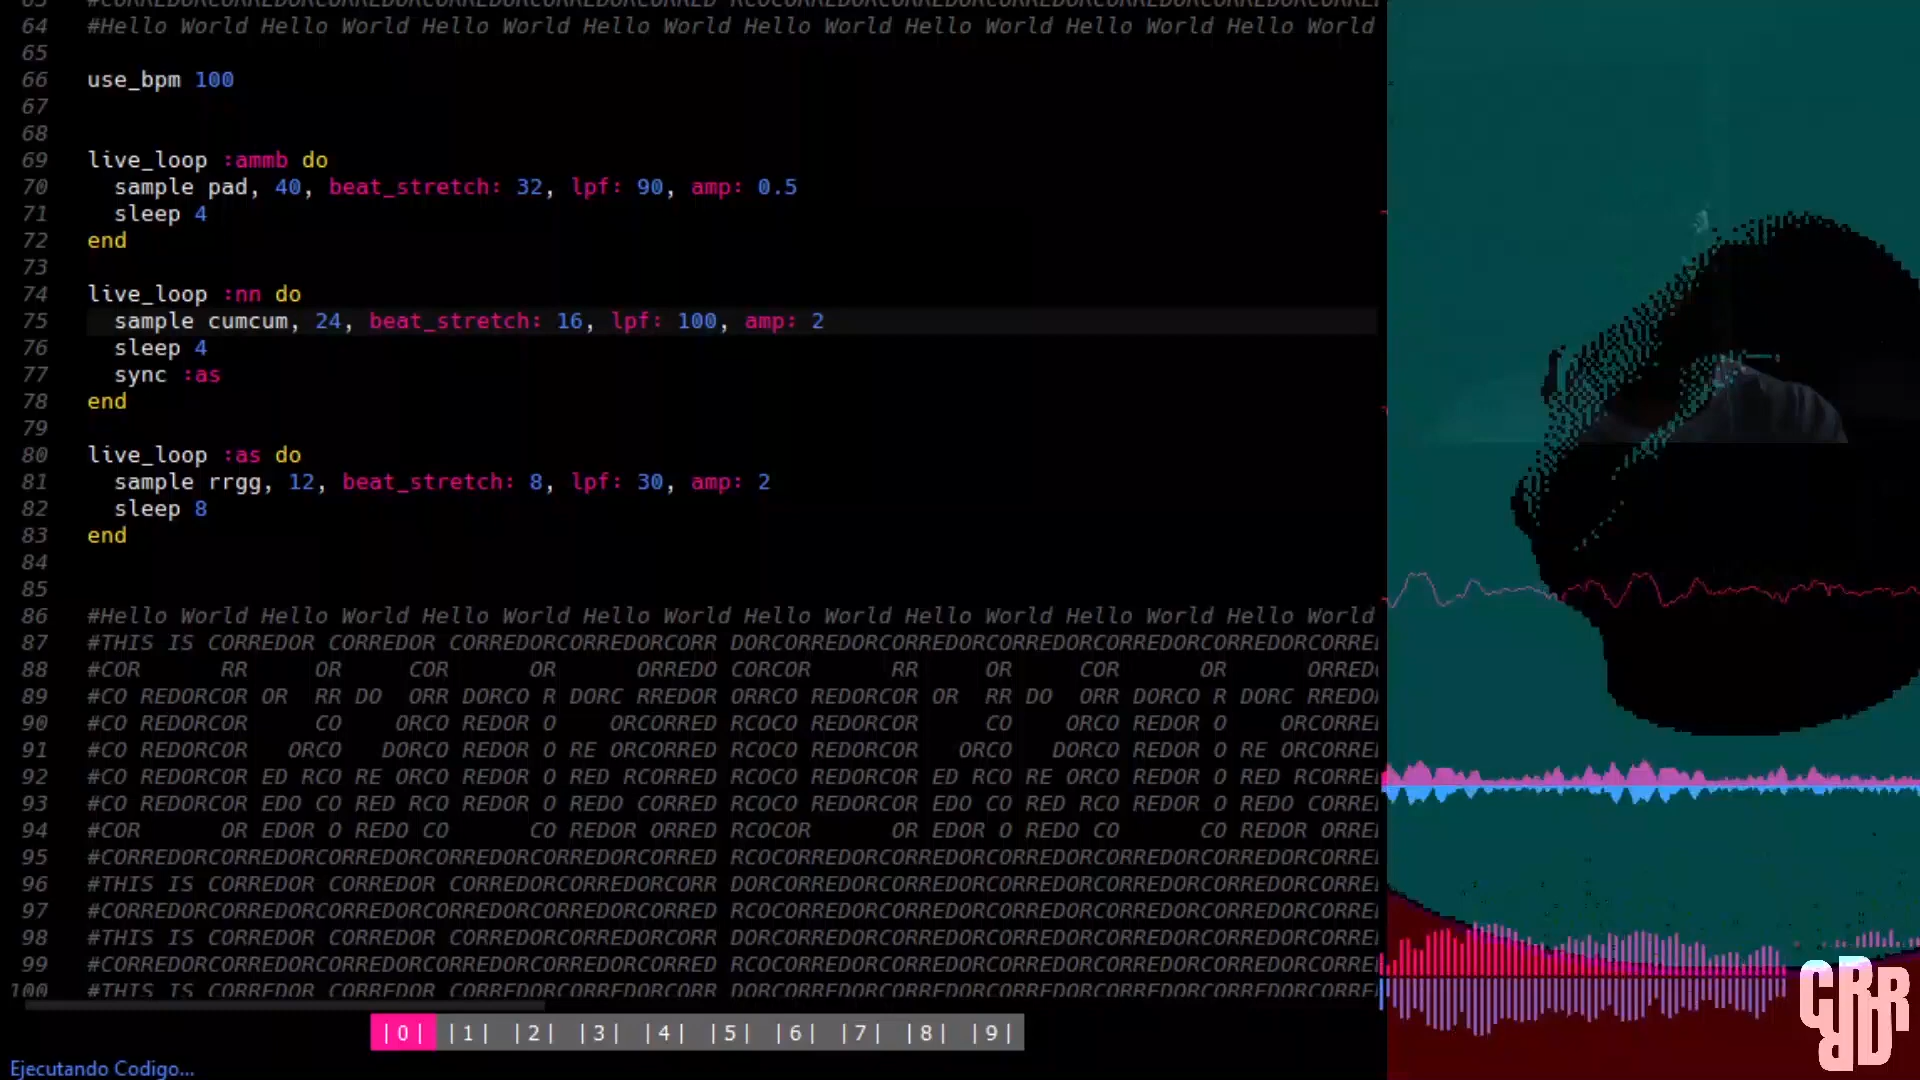 64 #Hello World Hello World Hello World Hello World Hello World Hello World Hello World Hello World
65
66 use_bpm 100
67
68
69 live_loop :ammb do
70 sample pad, 40, beat_stretch: 32, lpf: 90, amp: 0.5
71 sleep 4
72 end
73
74 live_loop :nn do
75 sample cumcum, 24, beat_stretch: 16, lpf: 100, amp: 2
76 sleep 4
77 sync :as
78 end
79
80 live_loop :as do
81 sample rrgg, 12, beat_stretch: 8, lpf: 30, amp: 2
82 sleep 8
83 end
84
85
86 #Hello World Hello World Hello World Hello World Hello World Hello World Hello World Hello World
87 #THIS IS CORREDOR CORREDOR CORREDORCORREDORCORR DORCORREDORCORREDORCORREDORCORREDORCORREDORCORRE
88 #COR      RR     OR     COR      OR      ORREDO CORCOR      RR     OR     COR      OR      ORRED
89 #CO REDORCOR OR  RR DO  ORR DORCO R DORC RREDOR ORRCO REDORCOR OR  RR DO  ORR DORCO R DORC RREDO
90 #CO REDORCOR     CO    ORCO REDOR O    ORCORRED RCOCO REDORCOR     CO    ORCO REDOR O    ORCORRE
91 #CO REDORCOR   ORCO   DORCO REDOR O RE ORCORRED RCOCO REDORCOR   ORCO   DORCO REDOR O RE ORCORRE
92 #CO REDORCOR ED RCO RE ORCO REDOR O RED RCORRED RCOCO REDORCOR ED RCO RE ORCO REDOR O RED RCORRE
93 #CO REDORCOR EDO CO RED RCO REDOR O REDO CORRED RCOCO REDORCOR EDO CO RED RCO REDOR O REDO CORRE
94 #COR      OR EDOR O REDO CO      CO REDOR ORRED RCOCOR      OR EDOR O REDO CO      CO REDOR ORRE
95 #CORREDORCORREDORCORREDORCORREDORCORREDORCORRED RCOCORREDORCORREDORCORREDORCORREDORCORREDORCORRE
96 #THIS IS CORREDOR CORREDOR CORREDORCORREDORCORR DORCORREDORCORREDORCORREDORCORREDORCORREDORCORRE
97 #CORREDORCORREDORCORREDORCORREDORCORREDORCORRED RCOCORREDORCORREDORCORREDORCORREDORCORREDORCORRE
98 #THIS IS CORREDOR CORREDOR CORREDORCORREDORCORR DORCORREDORCORREDORCORREDORCORREDORCORREDORCORRE
99 #CORREDORCORREDORCORREDORCORREDORCORREDORCORRED RCOCORREDORCORREDORCORREDORCORREDORCORREDORCORRE
100 #THIS IS CORREDOR CORREDOR CORREDORCORREDORCORR DORCORREDORCORREDORCORREDORCORREDORCORREDORCORRE
|0| |1| |2| |3| |4| |5| |6| |7| |8| |9|
Ejecutando Codigo...